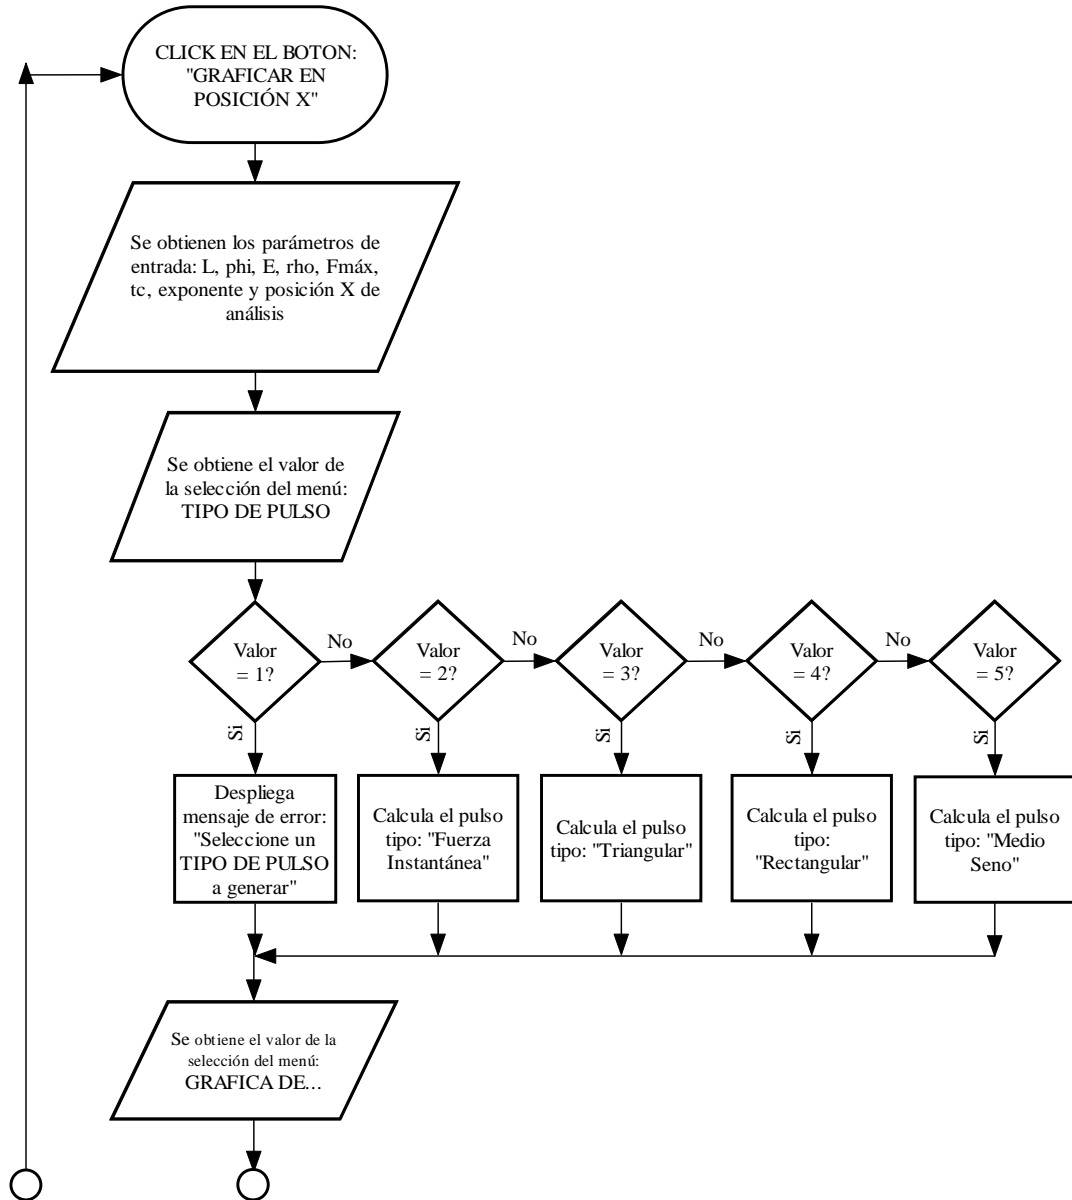 CLICK EN EL BOTON:
"GRAFICAR EN
POSICIÓN X"
Se obtienen los parámetros de
entrada: L, phi, E, rho, Fmáx,
tc, exponente y posición X de
análisis
Se obtiene el valor de
la selección del menú:
TIPO DE PULSO
Valor
= 1?
No
Valor
= 2?
No
Valor
= 3?
No
Valor
= 4?
No
Valor
= 5?
Si
Si
Si
Si
Si
Despliega
mensaje de error:
"Seleccione un
TIPO DE PULSO
a generar"
Calcula el pulso
tipo: "Fuerza
Instantánea"
Calcula el pulso
tipo: "Triangular"
Calcula el pulso
tipo:
"Rectangular"
Calcula el pulso
tipo: "Medio
Seno"
Se obtiene el valor de la
selección del menú:
GRAFICA DE...